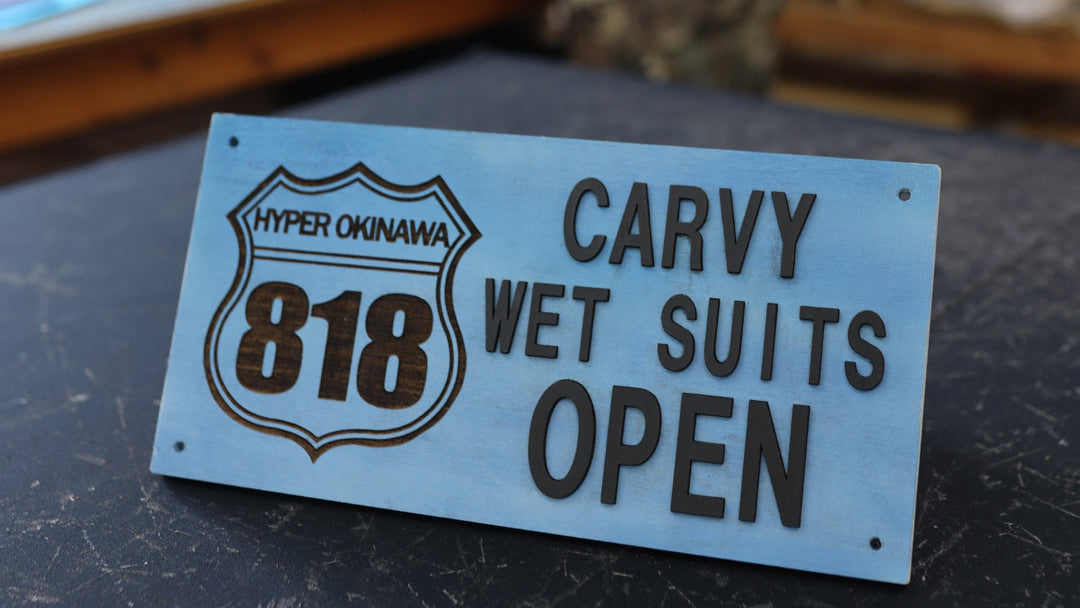 HYPER OKINAWA
818
CARVY
WET SUITS
OPEN